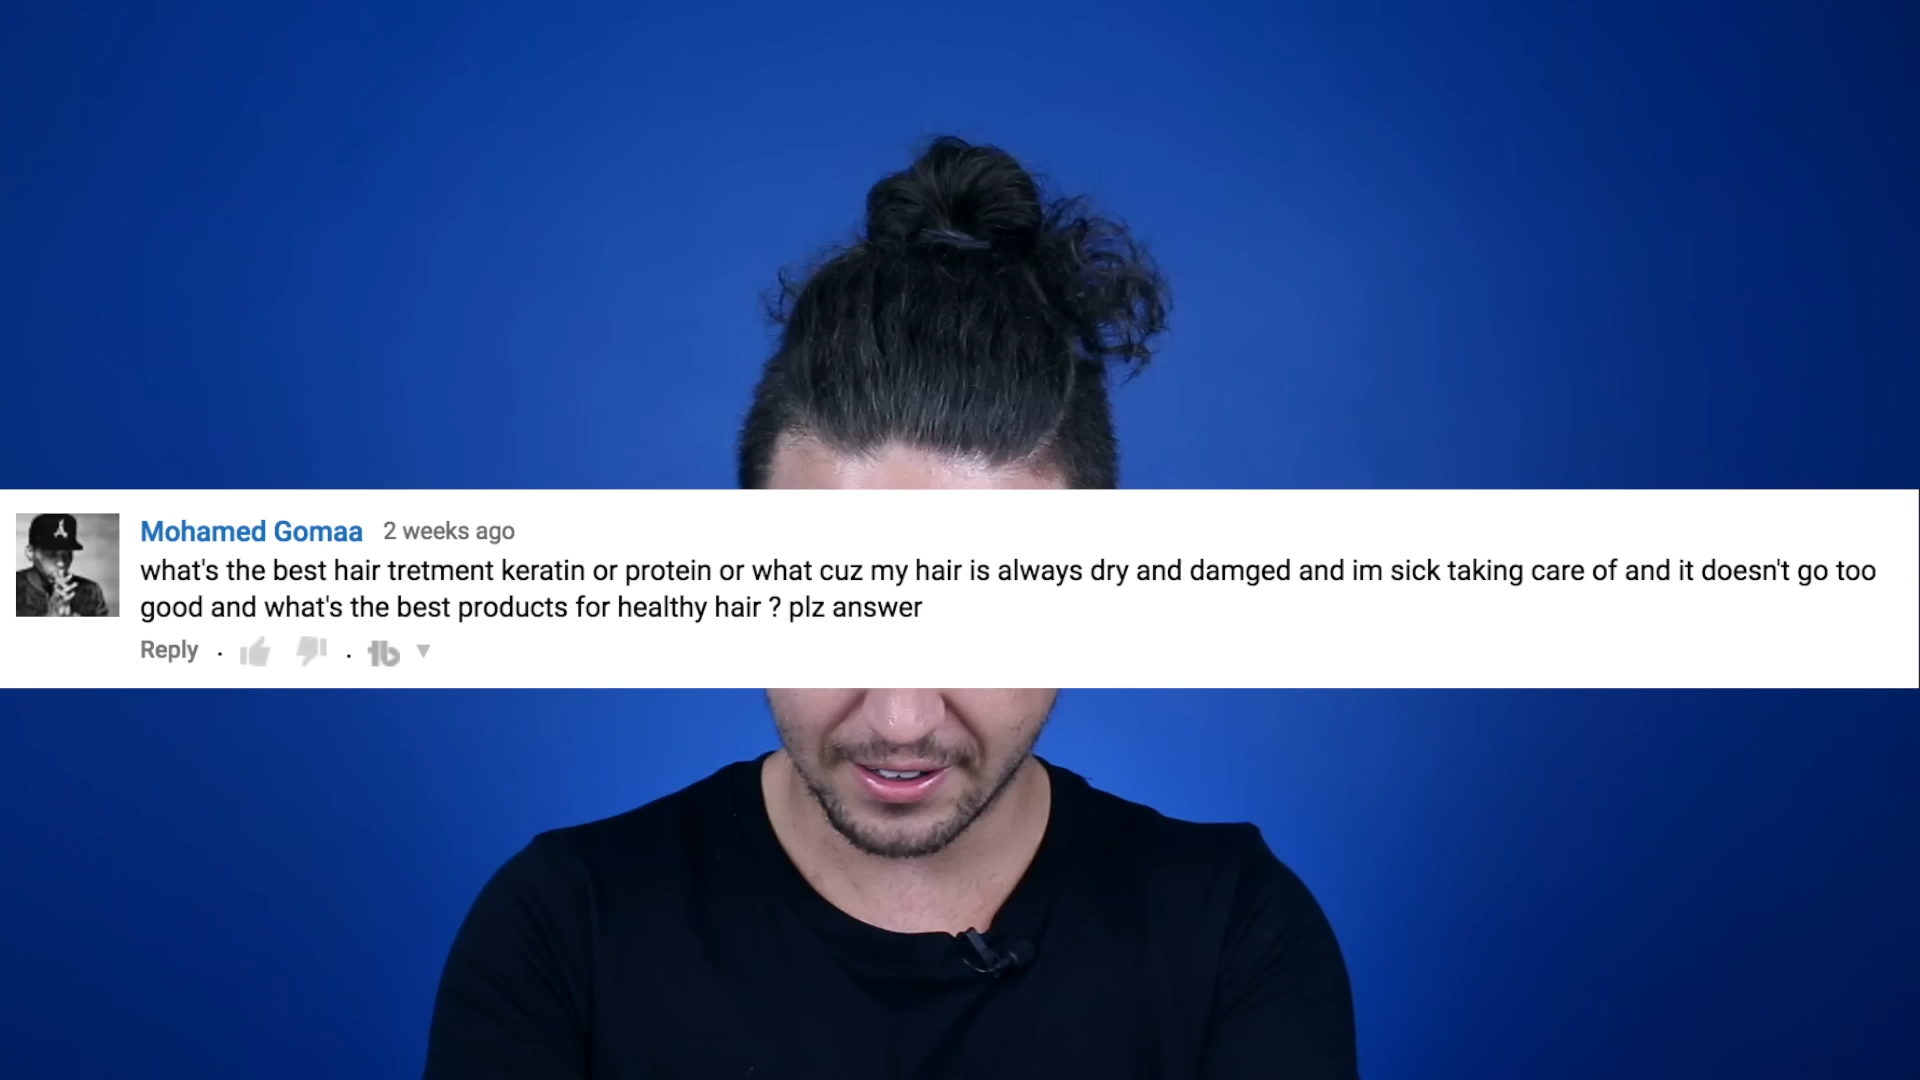 Mohamed Gomaa 2 weeks ago
what's the best hair tretment keratin or protein or what cuz my hair is always dry and damged and im sick taking care of and it doesn't go too
good and what's the best products for healthy hair ? plz answer
Reply